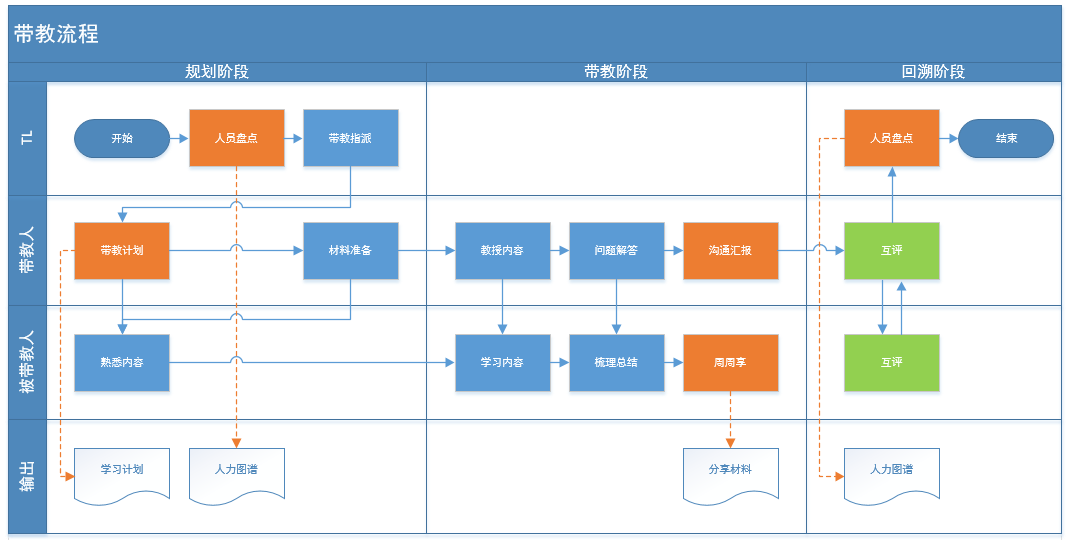 带教流程
规划阶段
带教阶段
回溯阶段
TL
开始
人员盘点
带教指派
人员盘点
结束
带教人
带教计划
材料准备
教授内容
问题解答
沟通汇报
互评
被带教人
熟悉内容
学习内容
梳理总结
周周享
互评
输出
学习计划
人力图谱
分享材料
人力图谱